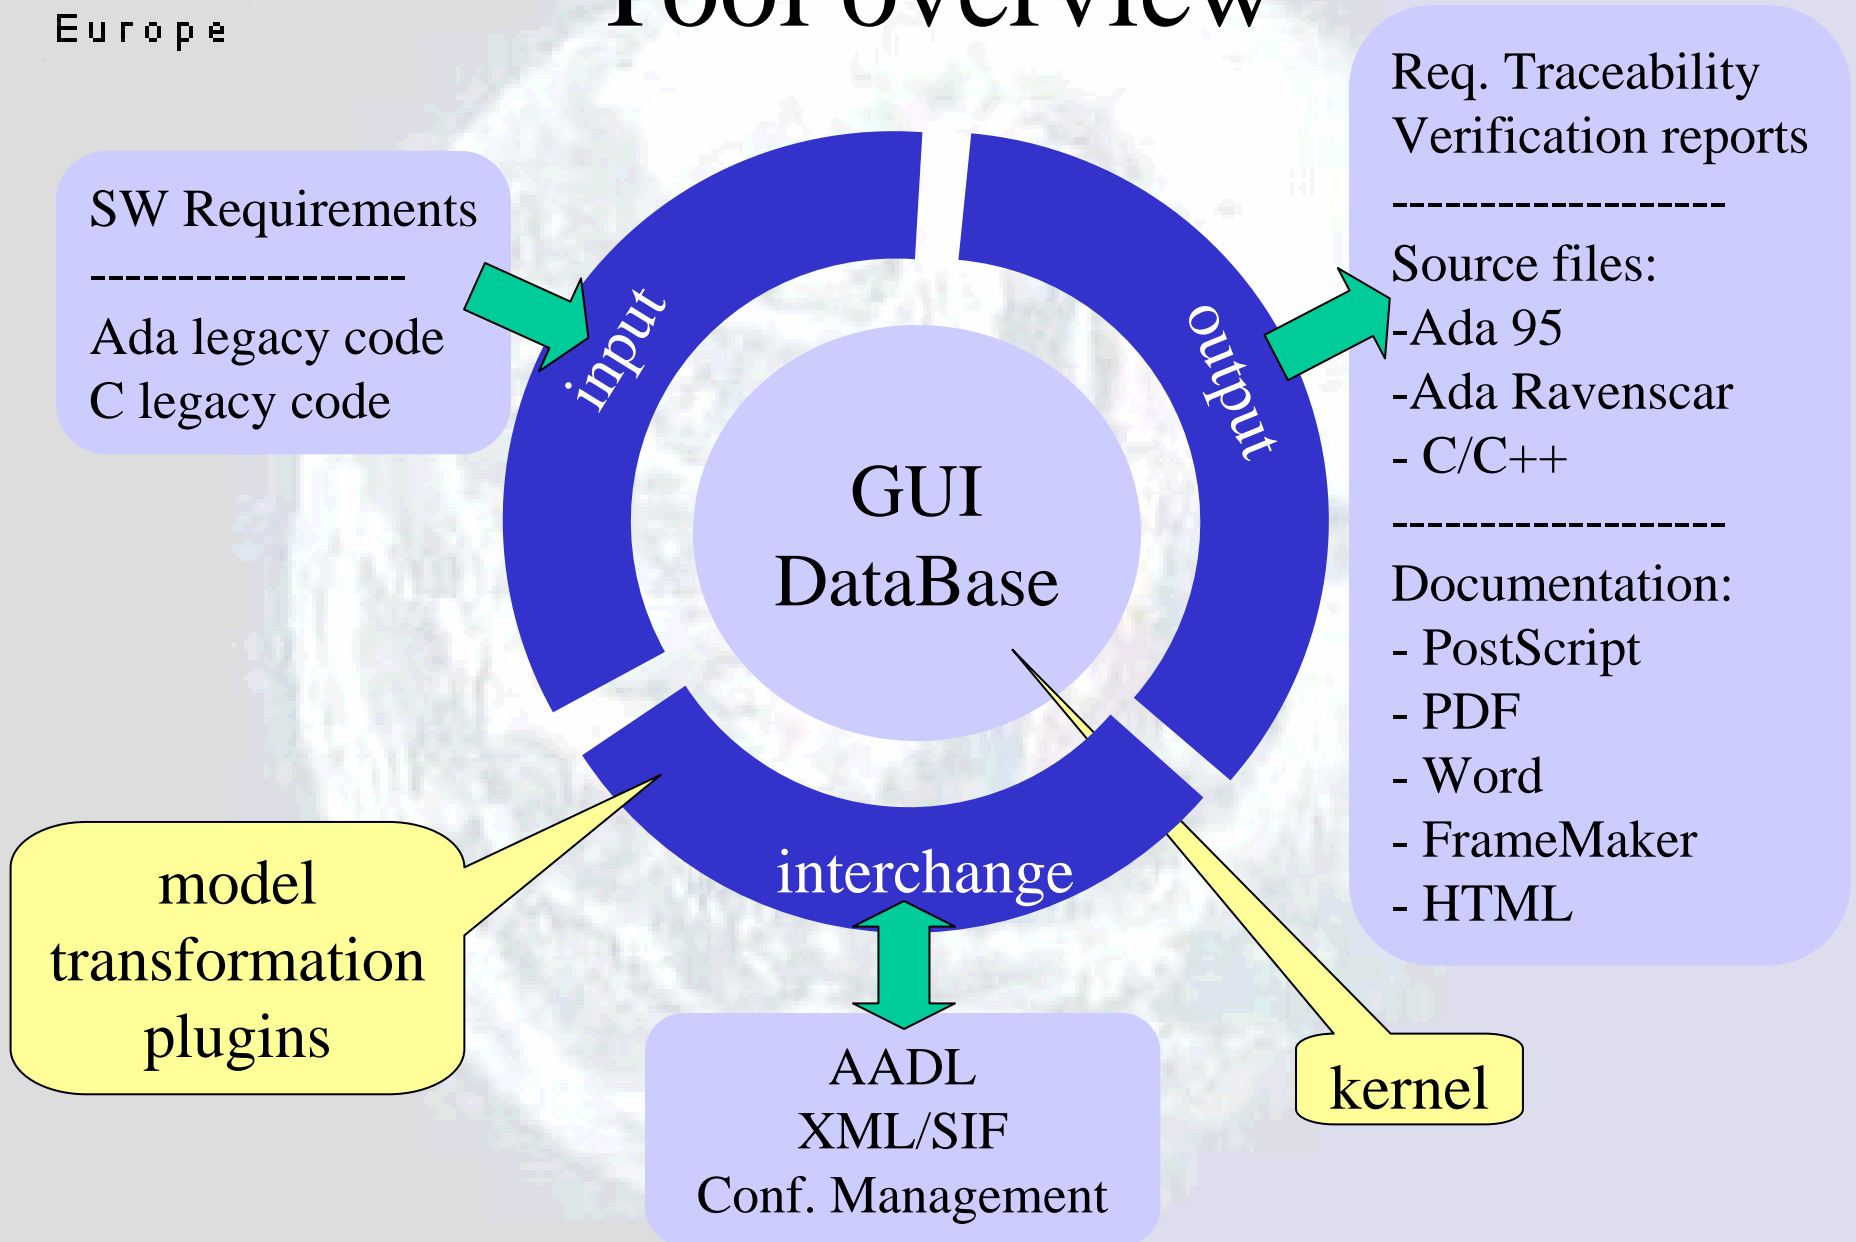 Tool overview
Europe
SW Requirements
------------------
Ada legacy code
C legacy code
input
output
GUI
DataBase
interchange
model
transformation
plugins
AADL
XML/SIF
Conf. Management
kernel
Req. Traceability
Verification reports
-------------------
Source files:
-Ada 95
-Ada Ravenscar
- C/C++
-------------------
Documentation:
- PostScript
- PDF
- Word
- FrameMaker
- HTML